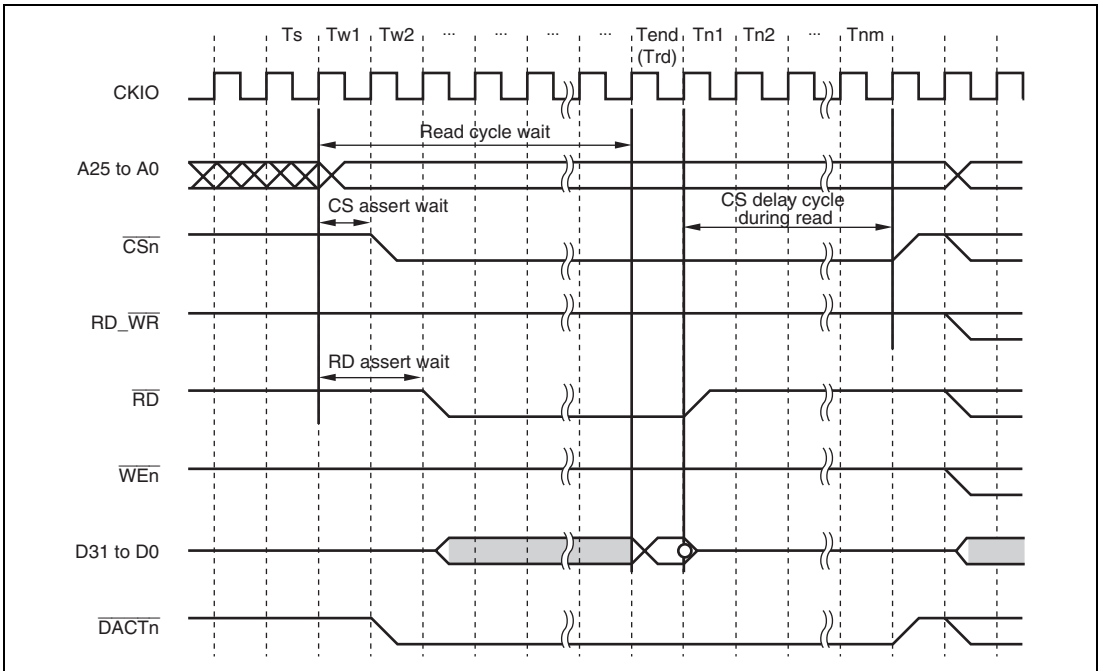 Ts Tw1 Tw2 ... ... ... ... Tend Tn1 Tn2 ... Tnm
(Trd)
CKIO
Read cycle wait
A25 to A0
CS assert wait
CS delay cycle
during read
CSn
RD_WR
RD assert wait
RD
WEn
D31 to D0
DACTn